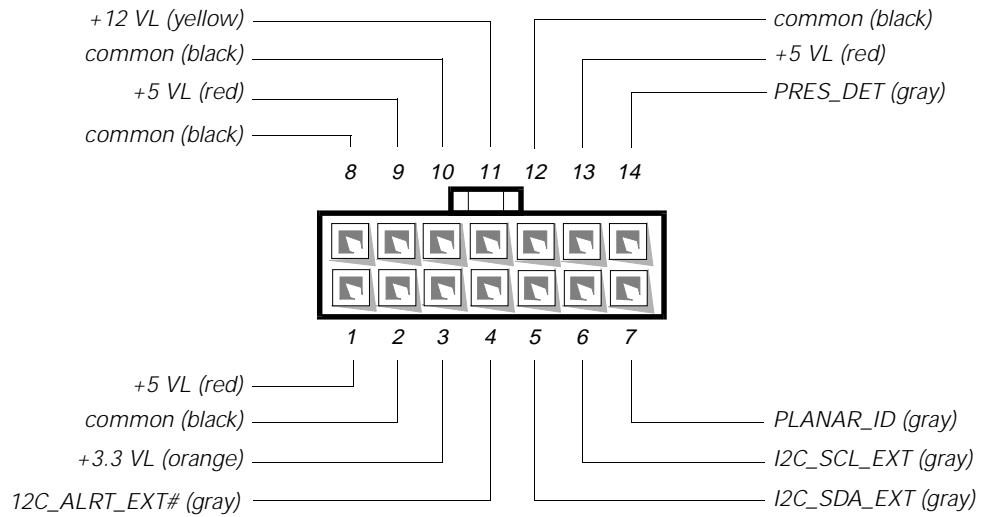 +12 VL (yellow)
common (black)
+5 VL (red)
common (black)
common (black)
+5 VL (red)
PRES_DET (gray)
8 9 10 11 12 13 14
1 2 3 4 5 6 7
+5 VL (red)
common (black)
+3.3 VL (orange)
12C_ALRT_EXT# (gray)
PLANAR_ID (gray)
I2C_SCL_EXT (gray)
I2C_SDA_EXT (gray)